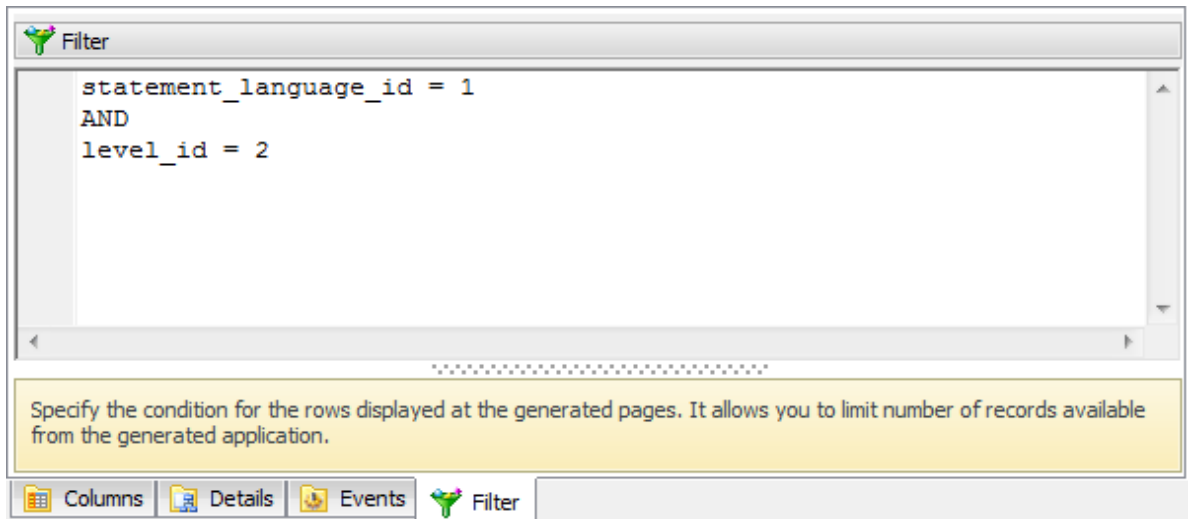 Filter
statement_language_id = 1
AND
level_id = 2
Specify the condition for the rows displayed at the generated pages. It allows you to limit number of records available
from the generated application.
Columns Details Events Filter